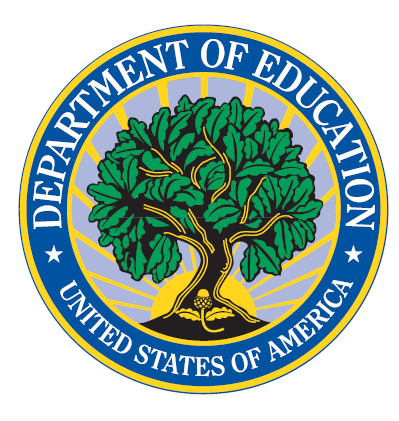 DEPARTMENT OF EDUCATION
UNITED STATES OF AMERICA